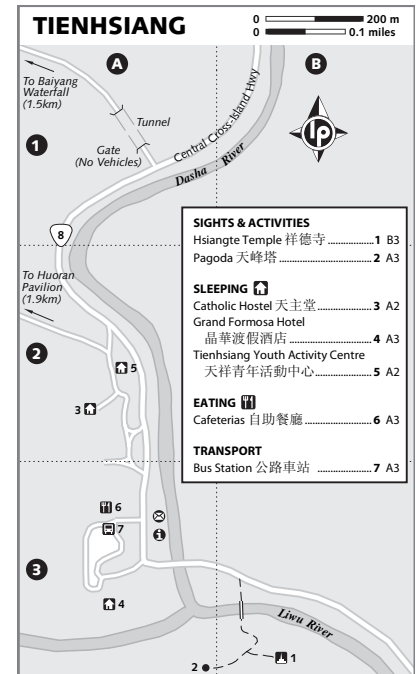 TIENHSIANG
0 200 m
0 0.1 miles
A
B
To Baiyang
Waterfall
(1.5km)
Tunnel
Gate
(No Vehicles)
Central Cross-Island Hwy
Dasha River
1
8
lp
SIGHTS & ACTIVITIES
Hsiangte Temple 祥德寺....................1 B3
Pagoda 天峰塔....................2 A3
SLEEPING
Catholic Hostel 天主堂....................3 A2
Grand Formosa Hotel
晶華渡假酒店....................4 A3
Tienhsiang Youth Activity Centre
天祥青年活動中心....................5 A2
EATING
Cafeterias 自助餐廳....................6 A3
TRANSPORT
Bus Station 公路車站 ....................7 A3
To Huoran
Pavilion
(1.9km)
2
5
3
6
7
3
4
Liwu River
2
1